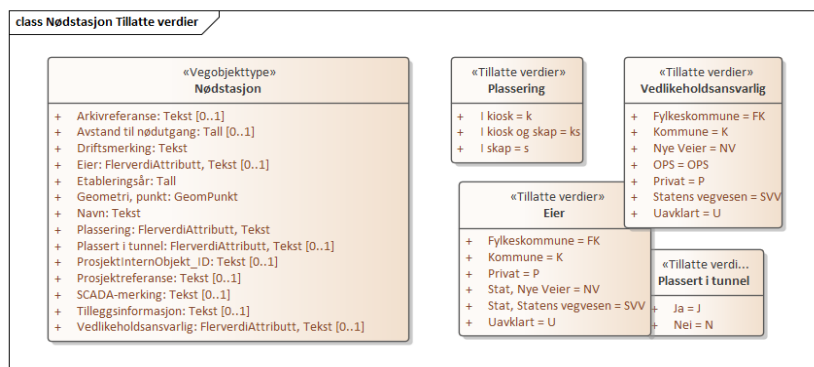 class Nødstasjon Tillatte verdier
«Vegobjekttype»
Nødstasjon
+ Arkivreferanse: Tekst [0..1]
+ Avstand til nødutgang: Tall [0..1]
+ Driftsmerking: Tekst
+ Eier: FlerverdiAttributt, Tekst [0..1]
+ Etableringsår: Tall
+ Geometri, punkt: GeomPunkt
+ Navn: Tekst
+ Plassering: FlerverdiAttributt, Tekst
+ Plassert i tunnel: FlerverdiAttributt, Tekst [0..1]
+ ProsjektInternObjekt_ID: Tekst [0..1]
+ Prosjektreferanse: Tekst [0..1]
+ SCADA-merking: Tekst [0..1]
+ Tilleggsinformasjon: Tekst [0..1]
+ Vedlikeholdsansvarlig: FlerverdiAttributt, Tekst [0..1]
«Tillatte verdier»
Plassering
+ I kiosk = k
+ I kiosk og skap = ks
+ I skap = s
«Tillatte verdier»
Vedlikeholdsansvarlig
+ Fylkeskommune = FK
+ Kommune = K
+ Nye Veier = NV
+ OPS = OPS
+ Privat = P
+ Statens vegvesen = SVV
+ Uavklart = U
«Tillatte verdier»
Eier
+ Fylkeskommune = FK
+ Kommune = K
+ Privat = P
+ Stat, Nye Veier = NV
+ Stat, Statens vegvesen = SVV
+ Uavklart = U
«Tillatte verdi...
Plassert i tunnel
+ Ja = J
+ Nei = N